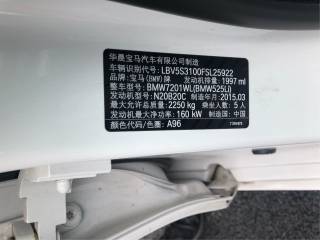 华晨宝马汽车有限公司制造
车辆识别代号: LBV5S3100FSL25922
品牌: 宝马(BMW)牌 发动机排量: 1997 ml
整车型号: BMW7201WL(BMW525Li)
发动机型号: N20B20C 制造年月: 2015.03
最大允许总质量: 2250 kg 乘坐人数: 5 人
发动机最大净功率: 160 kW 制造国: 中国
颜色代码/色圈: A96